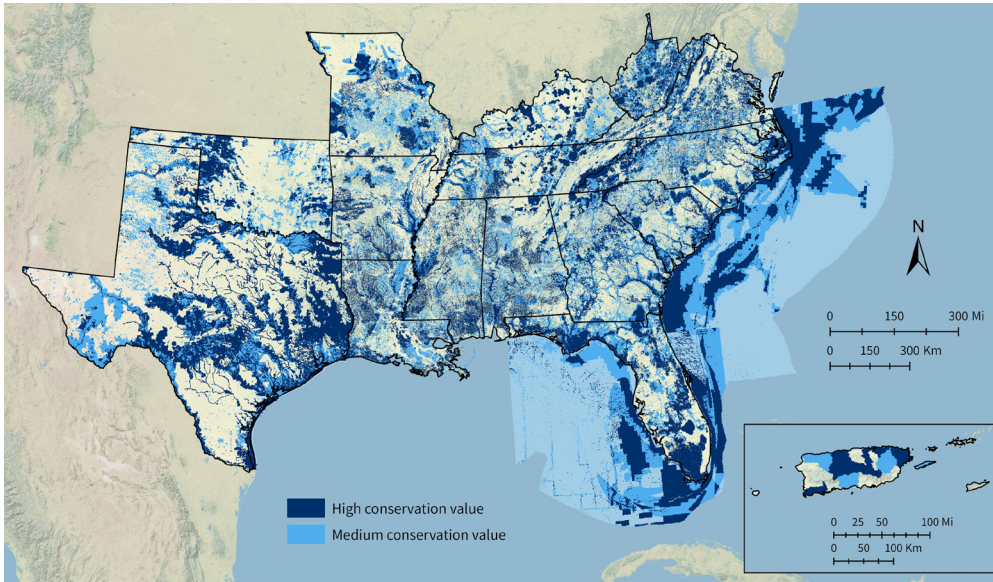 N
0 150 300 Mi
0 150 300 Km
High conservation value
Medium conservation value
0 25 50 100 Mi
0 50 100 Km